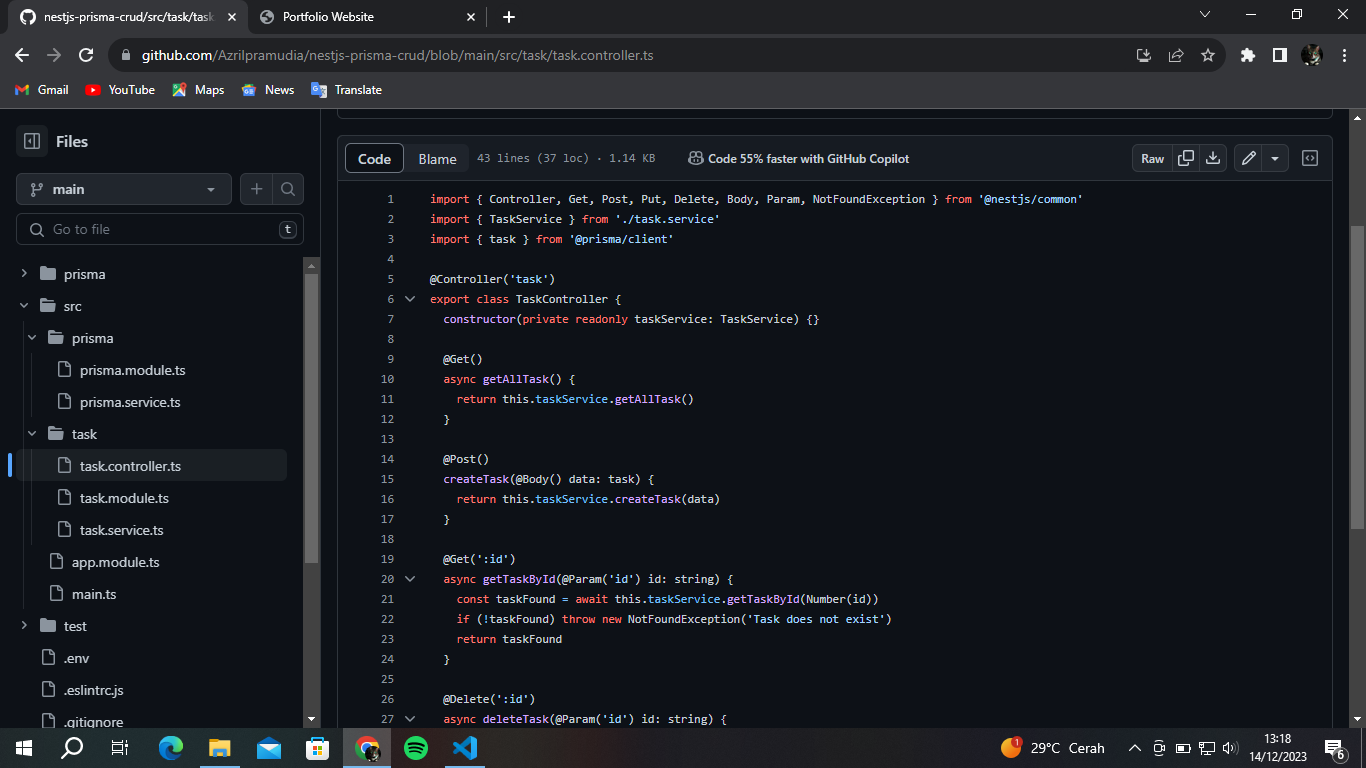 nestjs-prisma-crud/src/task/task
Portfolio Website
github.com/Azrilpramudia/nestjs-prisma-crud/blob/main/src/task/task.controller.ts
Gmail YouTube Maps News Translate
Files
main
Go to file t
prisma
src
prisma
prisma.module.ts
prisma.service.ts
task
task.controller.ts
task.module.ts
task.service.ts
app.module.ts
main.ts
test
.env
.eslintrc.js
.gitignore
Code Blame 43 lines (37 loc) · 1.14 KB Code 55% faster with GitHub Copilot Raw
1 import { Controller, Get, Post, Put, Delete, Body, Param, NotFoundException } from '@nestjs/common'
2 import { TaskService } from './task.service'
3 import { task } from '@prisma/client'
4
5 @Controller('task')
6 export class TaskController {
7 constructor(private readonly taskService: TaskService) {}
8
9 @Get()
10 async getAllTask() {
11 return this.taskService.getAllTask()
12 }
13
14 @Post()
15 createTask(@Body() data: task) {
16 return this.taskService.createTask(data)
17 }
18
19 @Get(':id')
20 async getTaskById(@Param('id') id: string) {
21 const taskFound = await this.taskService.getTaskById(Number(id))
22 if (!taskFound) throw new NotFoundException('Task does not exist')
23 return taskFound
24 }
25
26 @Delete(':id')
27 async deleteTask(@Param('id') id: string) {
1 29°C Cerah
13:18
14/12/2023
6